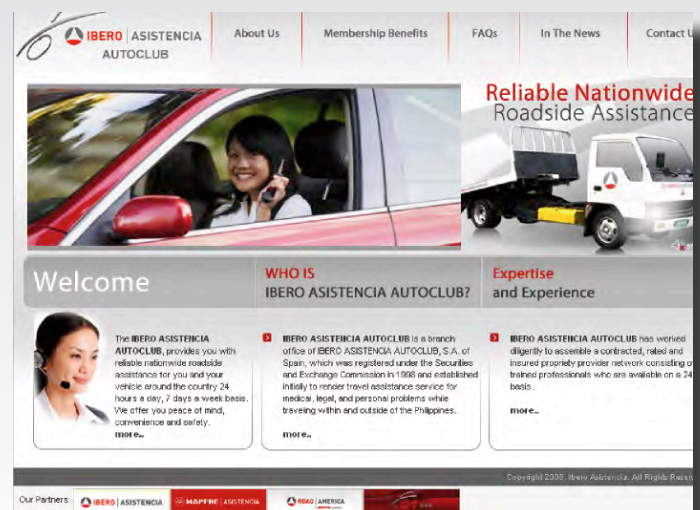 IBERO ASISTENCIA
AUTOCLUB
About Us
Membership Benefits
FAQs
In The News
Contact U
Reliable Nationwide
Roadside Assistance
Welcome
WHO IS
IBERO ASISTENCIA AUTOCLUB?
Expertise
and Experience
The IBERO ASISTENCIA
AUTOCLUB, provides you with
reliable nationwide roadside
assistance for you and your
vehicle around the country 24
hours a day, 7 days a week basis.
We offer you peace of mind,
convenience and safety.
more..
IBERO ASISTENCIA AUTOCLUB is a branch
office of IBERO ASISTENCIA AUTOCLUB, S.A. of
Spain, which was registered under the Securities
and Exchange Commission in 1998 and established
initially to render travel assistance service for
medical, legal, and personal problems while
traveling within and outside of the Philippines.
more..
IBERO ASISTENCIA AUTOCLUB has worked
diligently to assemble a contracted, rated and
insured propriety provider network consisting o
trained professionals who are available on a 24
basis.
more..
Copyright 2008. Ibero Asistencia. All Rights Reser
Our Partners:
IBERO ASISTENCIA
MAPFRE ASISTENCIA
ROAD AMERICA